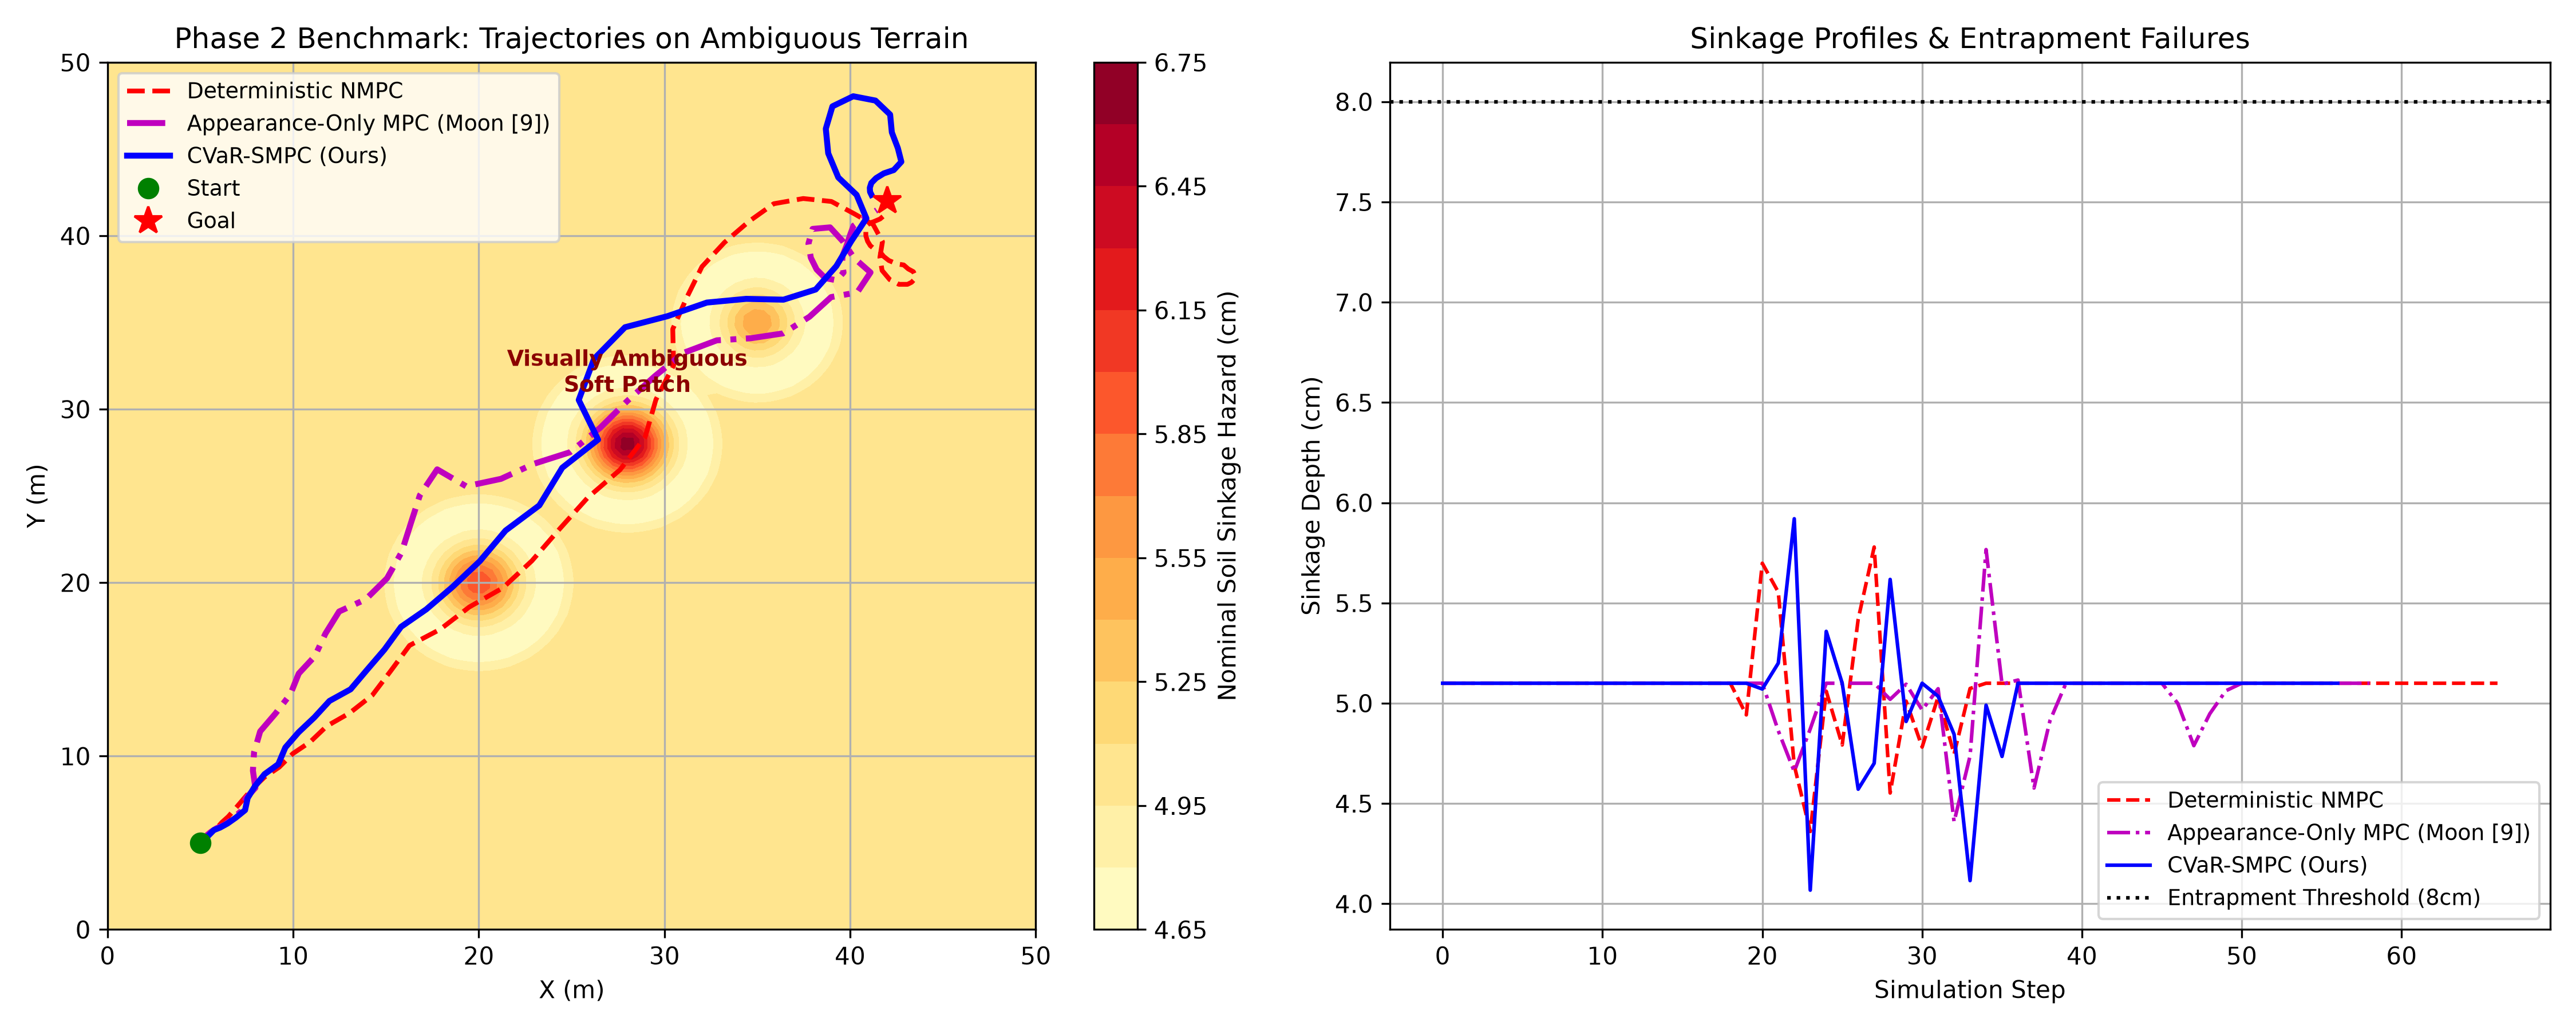 Phase 2 Benchmark: Trajectories on Ambiguous Terrain
50
40
30
20
10
0
Y (m)
Deterministic NMPC
Appearance-Only MPC (Moon [9])
CVaR-SMPC (Ours)
Start
Goal
Visually Ambiguous
Soft Patch
0 10 20 30 40 50
X (m)
6.75
6.45
6.15
5.85
5.55
5.25
4.95
4.65
Nominal Soil Sinkage Hazard (cm)
Sinkage Profiles & Entrapment Failures
8.0
7.5
7.0
6.5
6.0
5.5
5.0
4.5
4.0
Sinkage Depth (cm)
Deterministic NMPC
Appearance-Only MPC (Moon [9])
CVaR-SMPC (Ours)
Entrapment Threshold (8cm)
0 10 20 30 40 50 60
Simulation Step